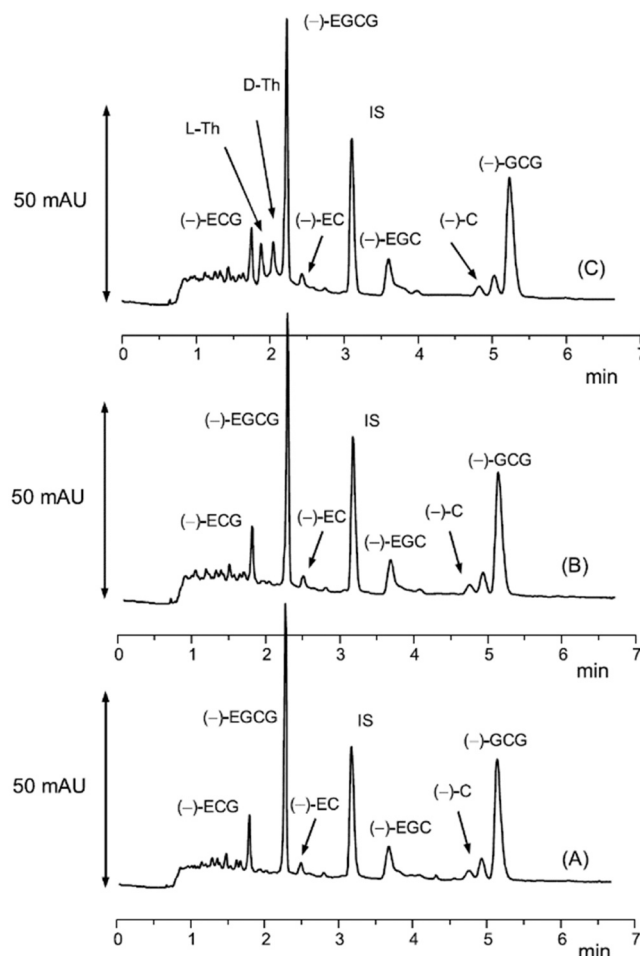 (−)-EGCG
D-Th
L-Th
IS
(−)-GCG
50 mAU
(−)-ECG
(−)-EC
(−)-EGC
(−)-C
(C)
0 1 2 3 4 5 6 7
min
(−)-EGCG
IS
(−)-GCG
50 mAU
(−)-ECG
(−)-EC
(−)-EGC
(−)-C
(B)
0 1 2 3 4 5 6 7
min
(−)-EGCG
IS
(−)-GCG
50 mAU
(−)-ECG
(−)-EC
(−)-EGC
(−)-C
(A)
0 1 2 3 4 5 6 7
min